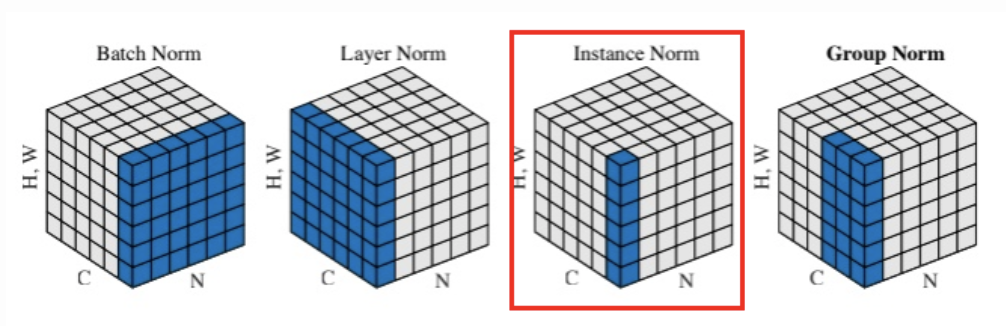 Batch Norm
Layer Norm
Instance Norm
Group Norm
H, W
C
N
H, W
C
N
H, W
C
N
H, W
C
N